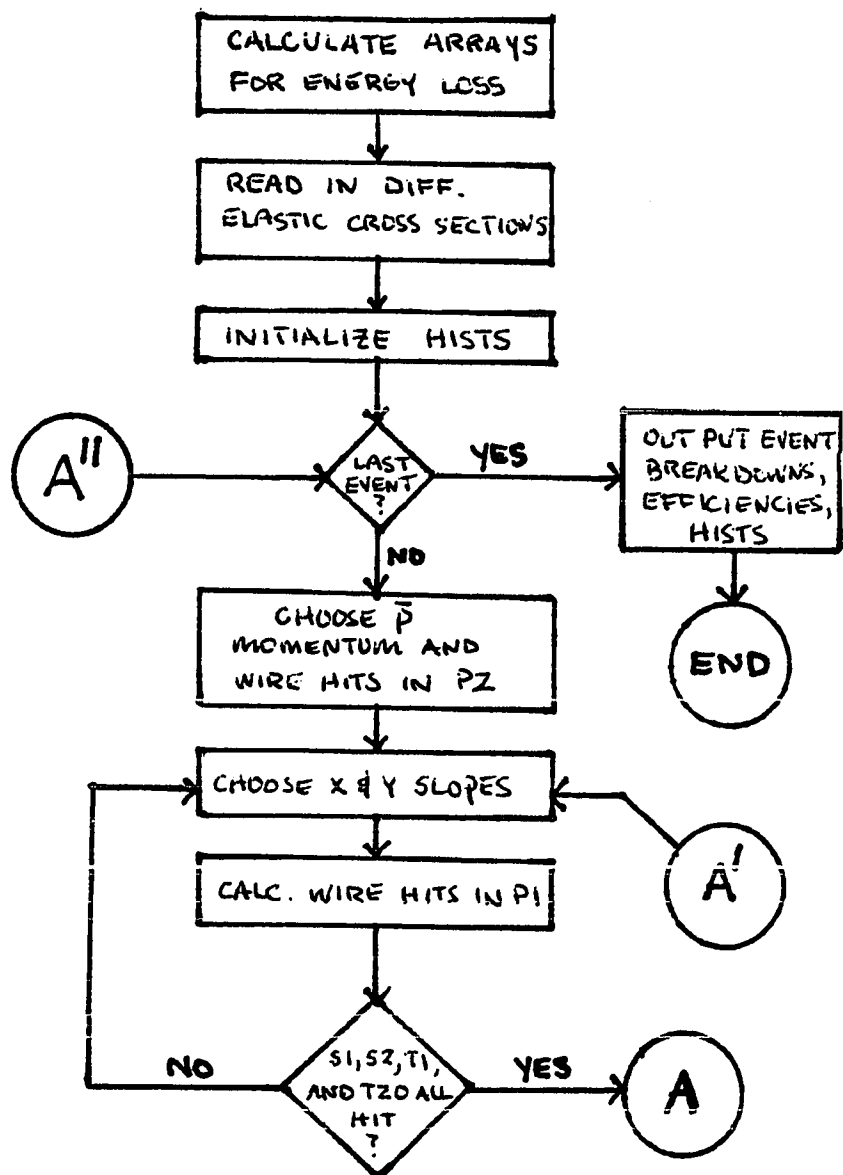 CALCULATE ARRAYS
FOR ENERGY LOSS
READ IN DIFF.
ELASTIC CROSS SECTIONS
INITIALIZE HISTS
A"
LAST
EVENT
?
YES
OUTPUT EVENT
BREAKDOWNS,
EFFICIENCIES,
HISTS
NO
END
CHOOSE p̄
MOMENTUM AND
WIRE HITS IN P2
CHOOSE X & Y SLOPES
A'
CALC. WIRE HITS IN P1
S1, S2, T1,
AND T20 ALL
HIT
?
NO
YES
A